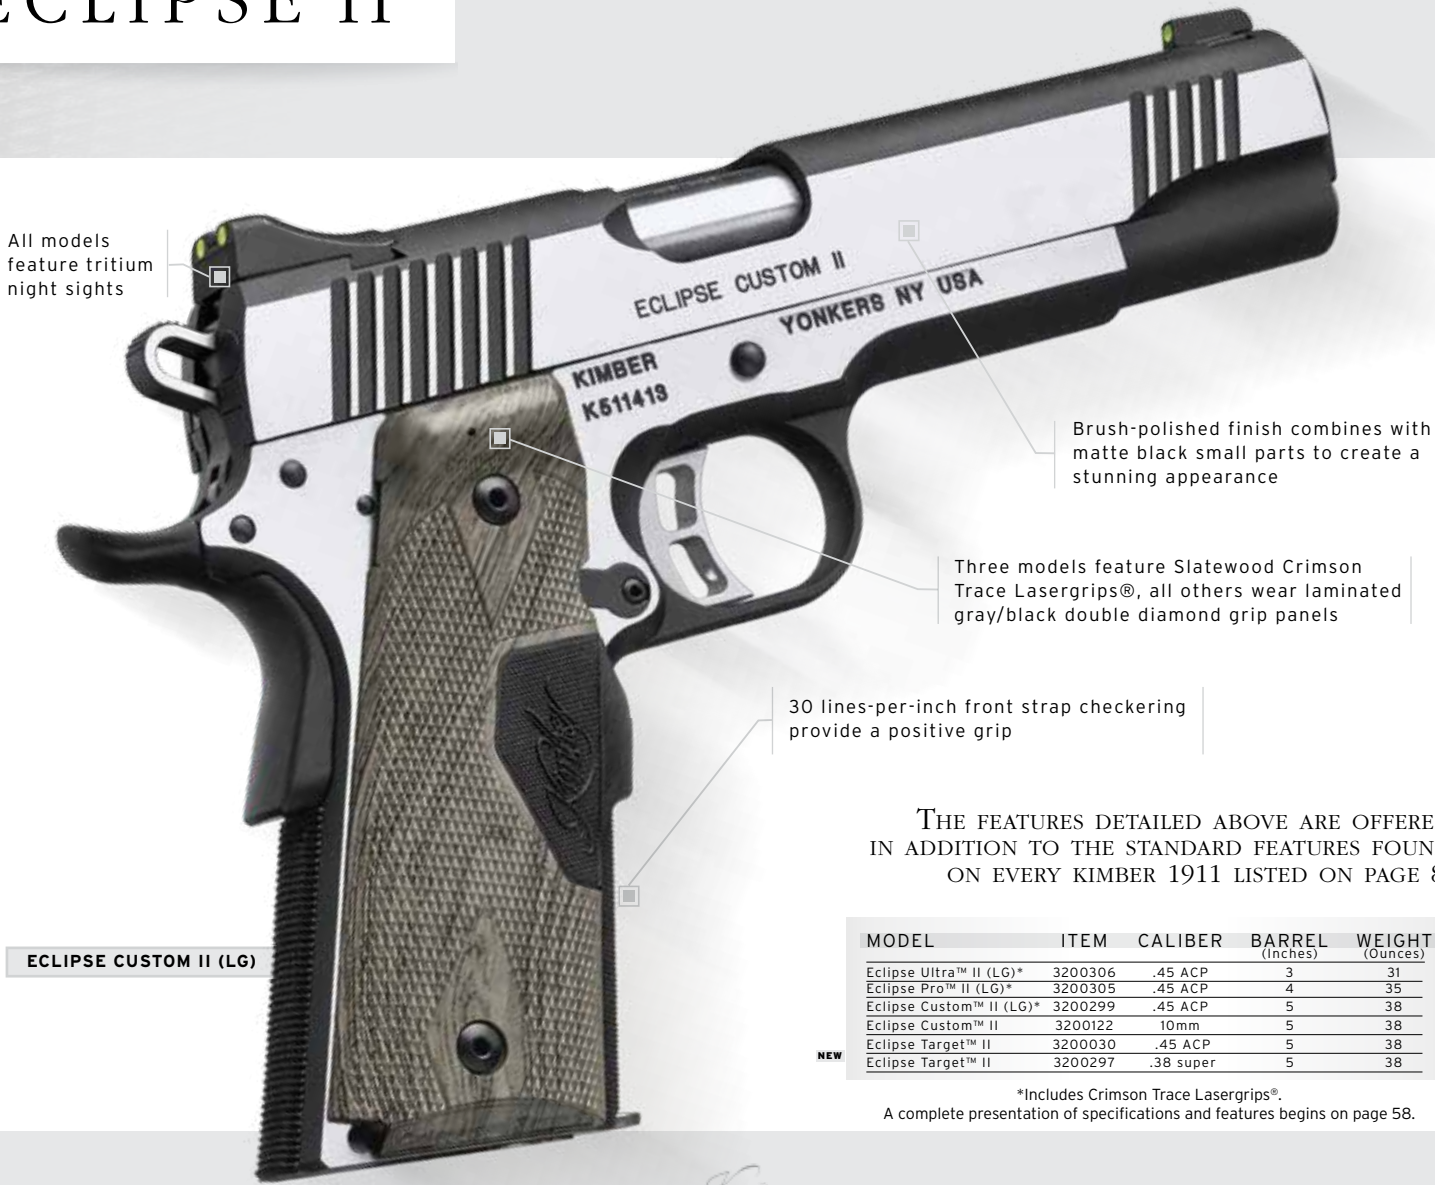 ECLIPSE II
All models
feature tritium
night sights
ECLIPSE CUSTOM II
YONKERS NY USA
KIMBER
K511413
Brush-polished finish combines with
matte black small parts to create a
stunning appearance
Three models feature Slatewood Crimson
Trace Lasergrips®, all others wear laminated
gray/black double diamond grip panels
30 lines-per-inch front strap checkering
provide a positive grip
Kimber
THE FEATURES DETAILED ABOVE ARE OFFERE
IN ADDITION TO THE STANDARD FEATURES FOUN
ON EVERY KIMBER 1911 LISTED ON PAGE 8
ECLIPSE CUSTOM II (LG)
MODEL ITEM CALIBER BARREL WEIGHT
(Inches) (Ounces)
Eclipse Ultra™ II (LG)* 3200306 .45 ACP 3 31
Eclipse Pro™ II (LG)* 3200305 .45 ACP 4 35
Eclipse Custom™ II (LG)* 3200299 .45 ACP 5 38
Eclipse Custom™ II 3200122 10mm 5 38
Eclipse Target™ II 3200030 .45 ACP 5 38
NEW Eclipse Target™ II 3200297 .38 super 5 38
*Includes Crimson Trace Lasergrips®.
A complete presentation of specifications and features begins on page 58.